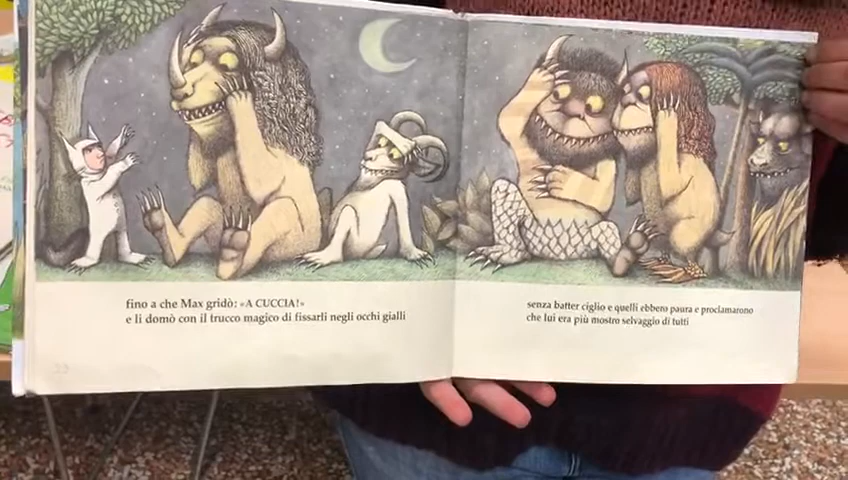 fino a che Max gridò: «A CUCCIA!»
e li domò con il trucco magico di fissarli negli occhi gialli
senza batter ciglio e quelli ebbero paura e proclamarono
che lui era più mostro selvaggio di tutti